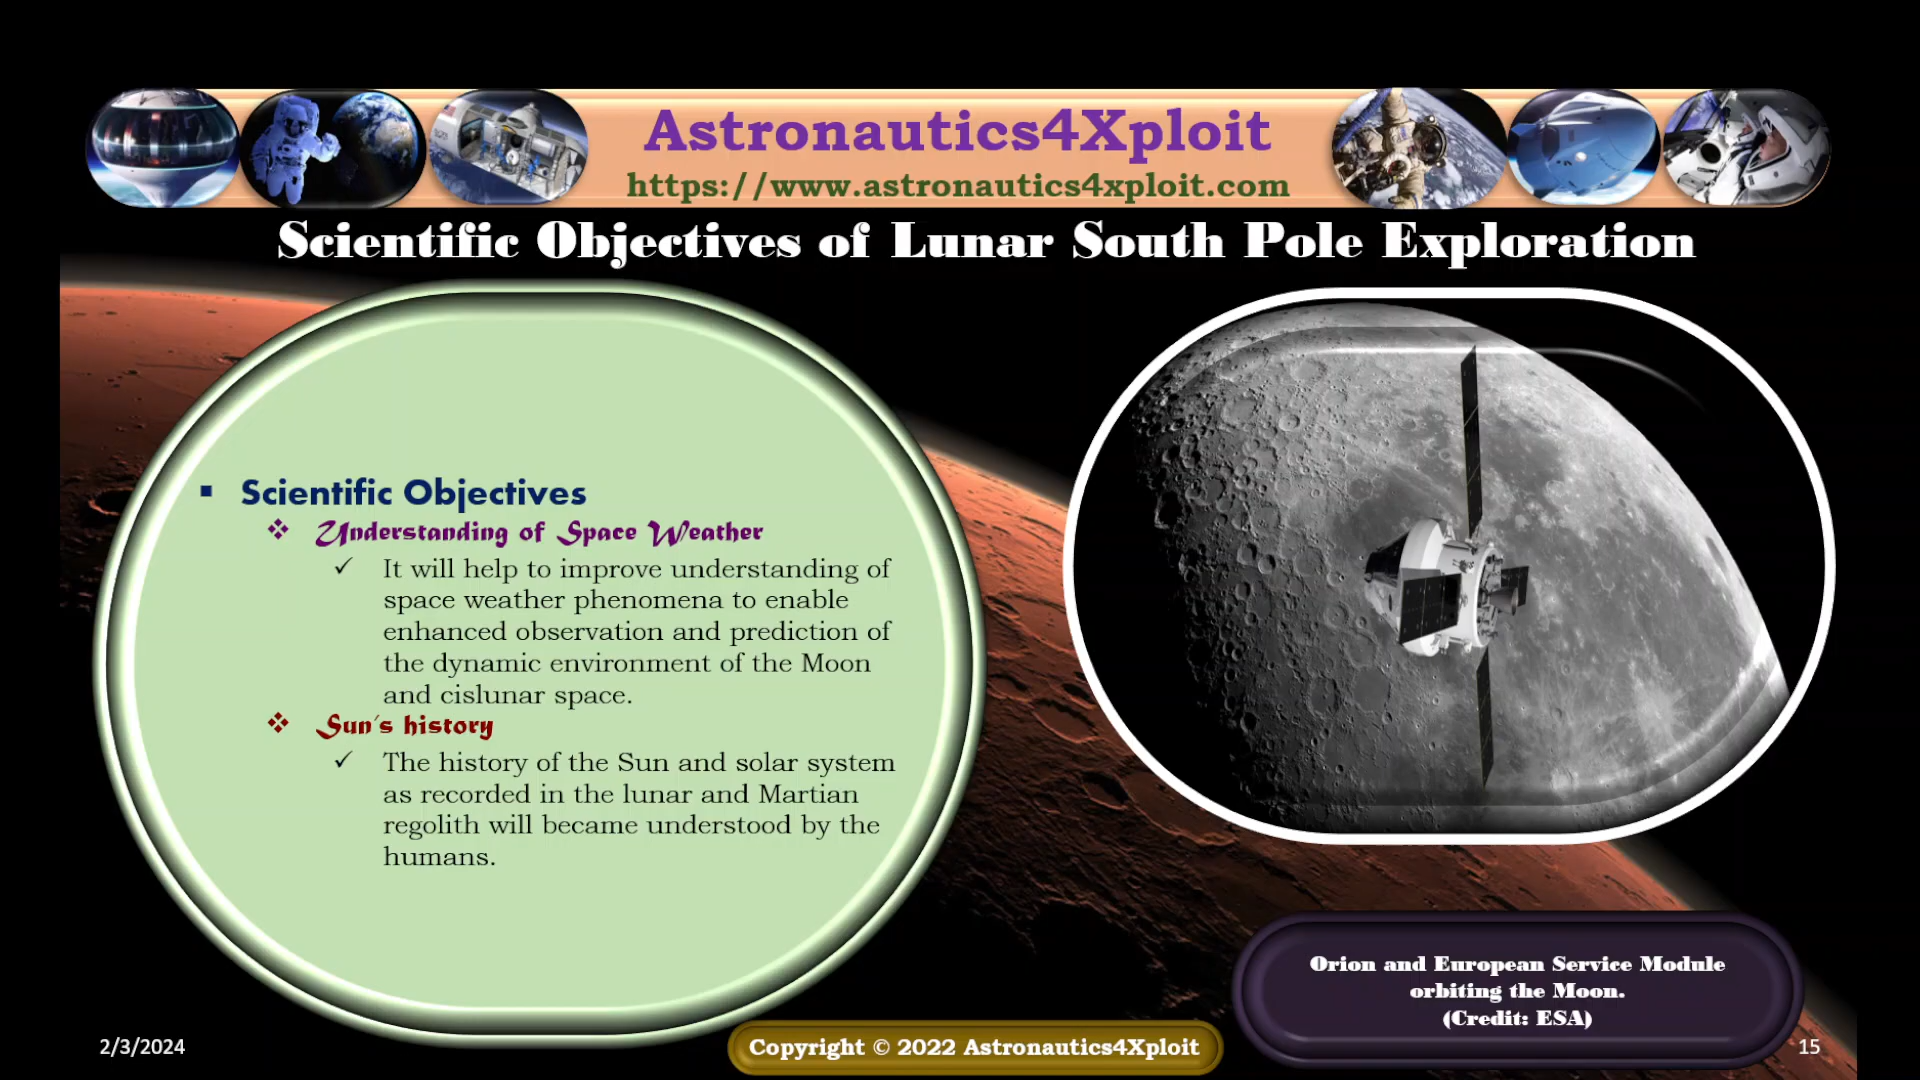 Astronautics4Xploit
https://www.astronautics4xploit.com
Scientific Objectives of Lunar South Pole Exploration
▪ Scientific Objectives
❖ Understanding of Space Weather
✓ It will help to improve understanding of
space weather phenomena to enable
enhanced observation and prediction of
the dynamic environment of the Moon
and cislunar space.
❖ Sun's history
✓ The history of the Sun and solar system
as recorded in the lunar and Martian
regolith will became understood by the
humans.
Orion and European Service Module
orbiting the Moon.
(Credit: ESA)
2/3/2024
Copyright © 2022 Astronautics4Xploit
15